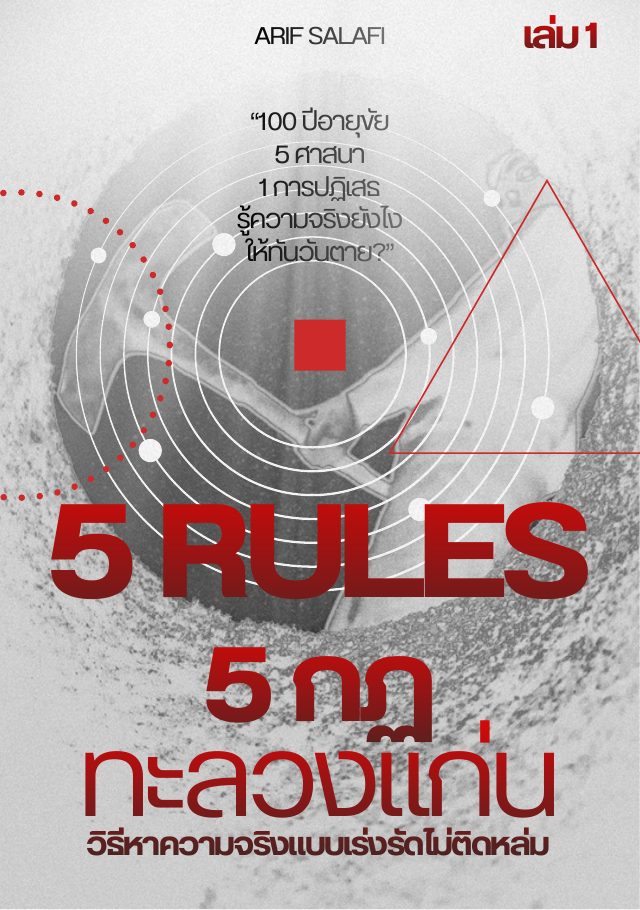 ARIF SALAFI
เล่ม 1
“100 ปีอายุขัย
5 ศาสนา
1 การปฏิเสธ
รู้ความจริงยังไง
ให้ทันวันตาย?”
5 RULES
5 กฎ
ทะลวงแก่น
วิธีหาความจริงแบบเร่งรัดไม่ติดหล่ม